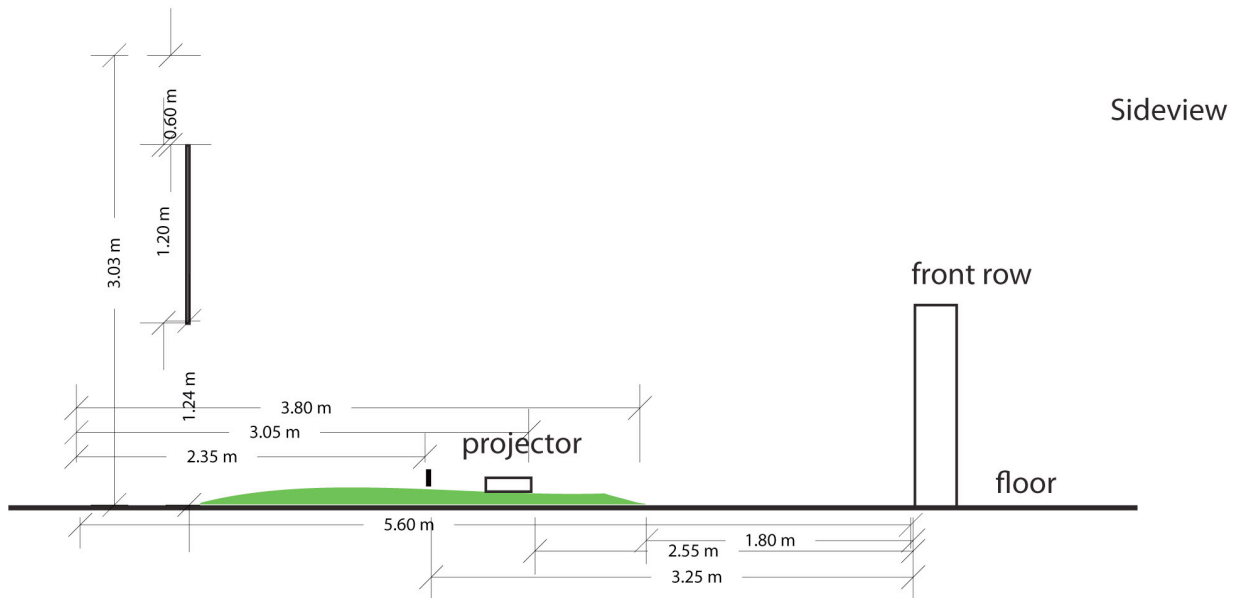 0.60 m
Sideview
1.20 m
3.03 m
front row
1.24 m
3.80 m
3.05 m
projector
2.35 m
floor
5.60 m
1.80 m
2.55 m
3.25 m